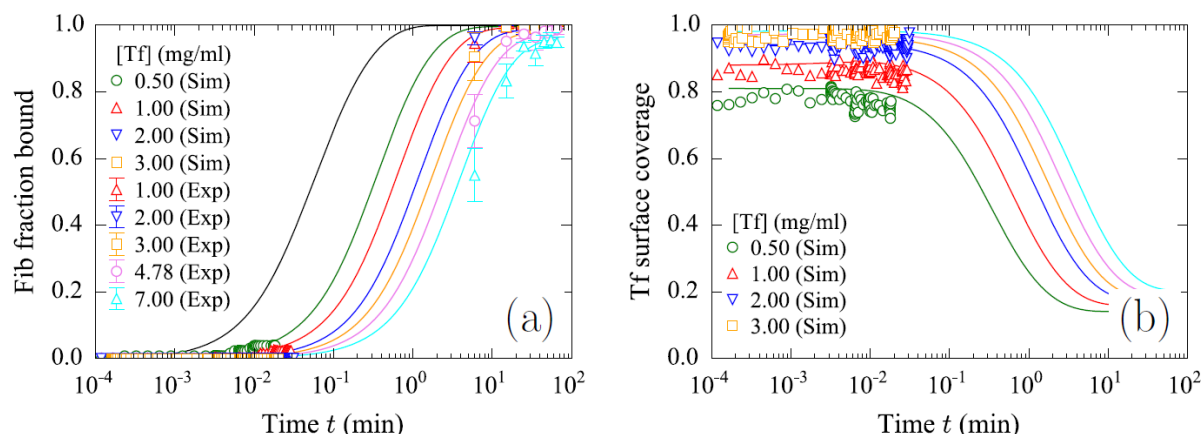 Fib fraction bound
1.0
0.8
0.6
0.4
0.2
0.0
[Tf] (mg/ml)
0.50 (Sim)
1.00 (Sim)
2.00 (Sim)
3.00 (Sim)
1.00 (Exp)
2.00 (Exp)
3.00 (Exp)
4.78 (Exp)
7.00 (Exp)
(a)
10⁻⁴ 10⁻³ 10⁻² 10⁻¹ 10⁰ 10¹ 10²
Time t (min)
Tf surface coverage
1.0
0.8
0.6
0.4
0.2
0.0
[Tf] (mg/ml)
0.50 (Sim)
1.00 (Sim)
2.00 (Sim)
3.00 (Sim)
(b)
10⁻⁴ 10⁻³ 10⁻² 10⁻¹ 10⁰ 10¹ 10²
Time t (min)